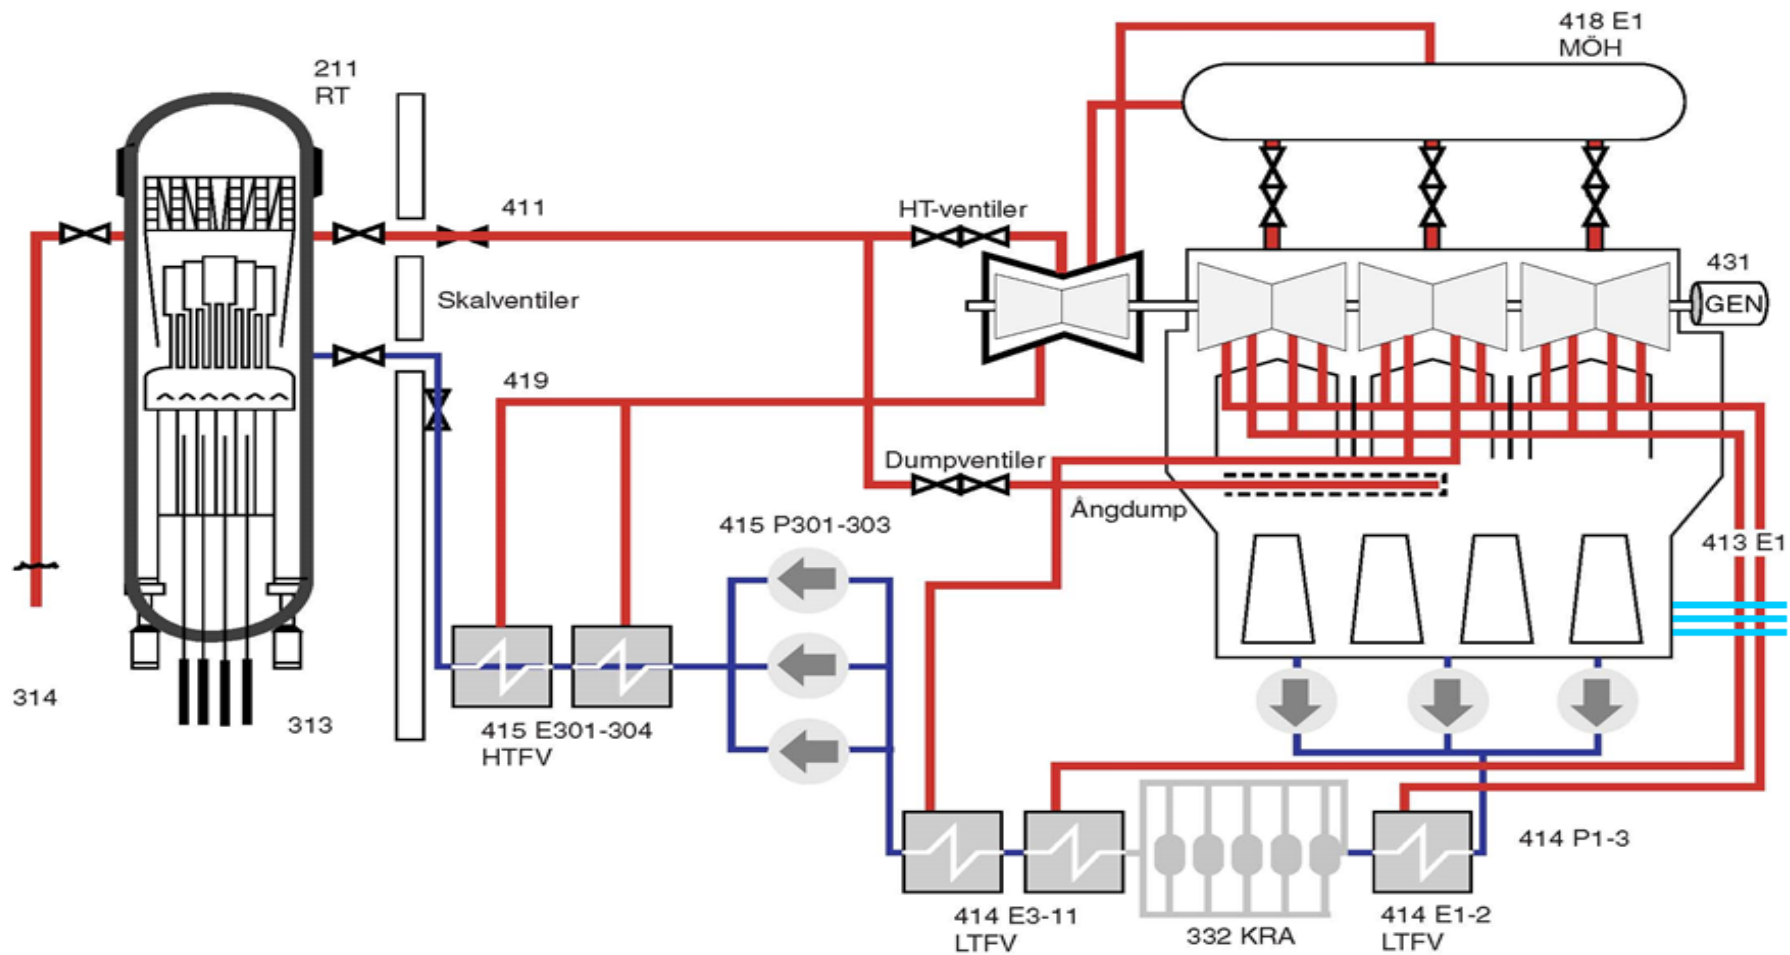 418 E1
MÖH
211
RT
411
HT-ventiler
431
GEN
Skalventiler
419
Dumpventiler
Ångdump
415 P301-303
413 E1
314
313
415 E301-304
HTFV
414 P1-3
414 E3-11
LTFV
332 KRA
414 E1-2
LTFV